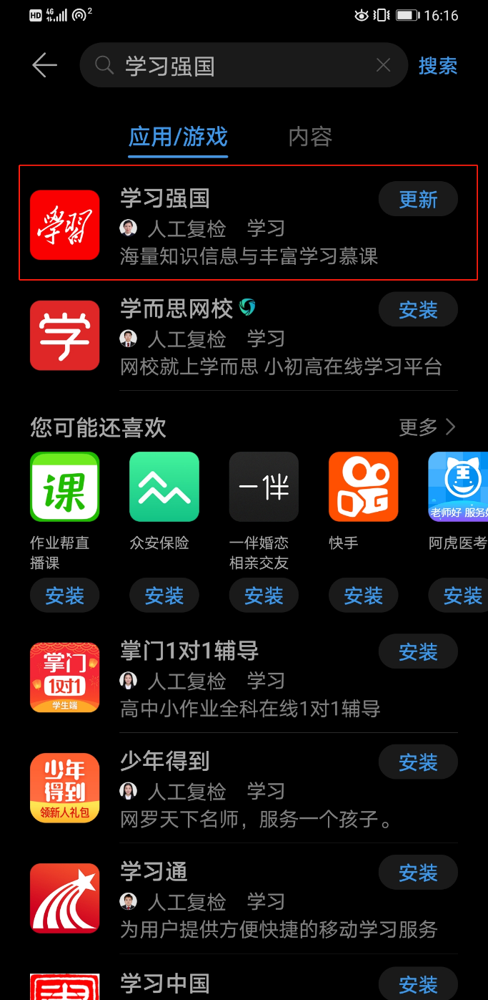 HD 4G 2 16:16
学习强国 搜索
应用/游戏 内容
學習
学习强国
更新
人工复检 学习
海量知识信息与丰富学习慕课
学
学而思网校
安装
人工复检 学习
网校就上学而思 小初高在线学习平台
您可能还喜欢 更多
课
一伴
王
老师好 服务
作业帮直播课
众安保险
一伴婚恋相亲交友
快手
阿虎医考
安装 安装 安装 安装 安装
掌门
1对1
学生端
掌门1对1辅导
安装
人工复检 学习
高中小作业全科在线1对1辅导
少年
得到
领新人礼包
少年得到
安装
人工复检 学习
网罗天下名师，服务一个孩子。
学习通
安装
人工复检 学习
为用户提供方便快捷的移动学习服务
学习中国
安装